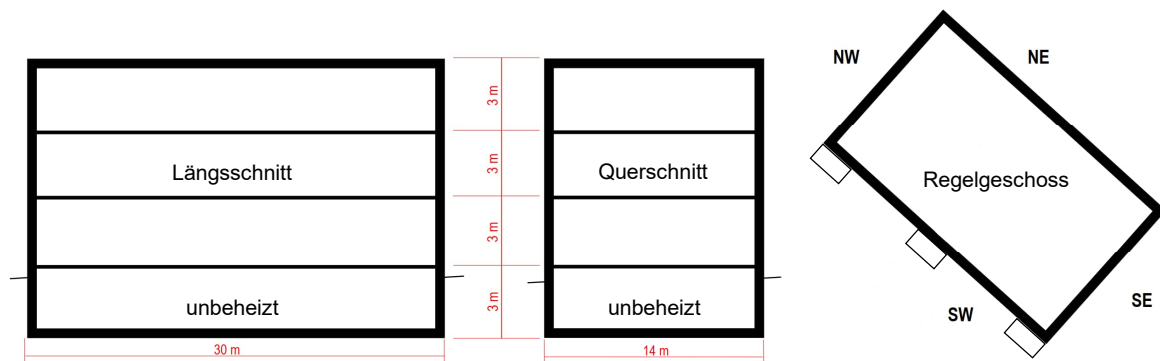 Längsschnitt
unbeheizt
30 m
3 m
3 m
3 m
3 m
Querschnitt
unbeheizt
14 m
NW
NE
Regelgeschoss
SW
SE